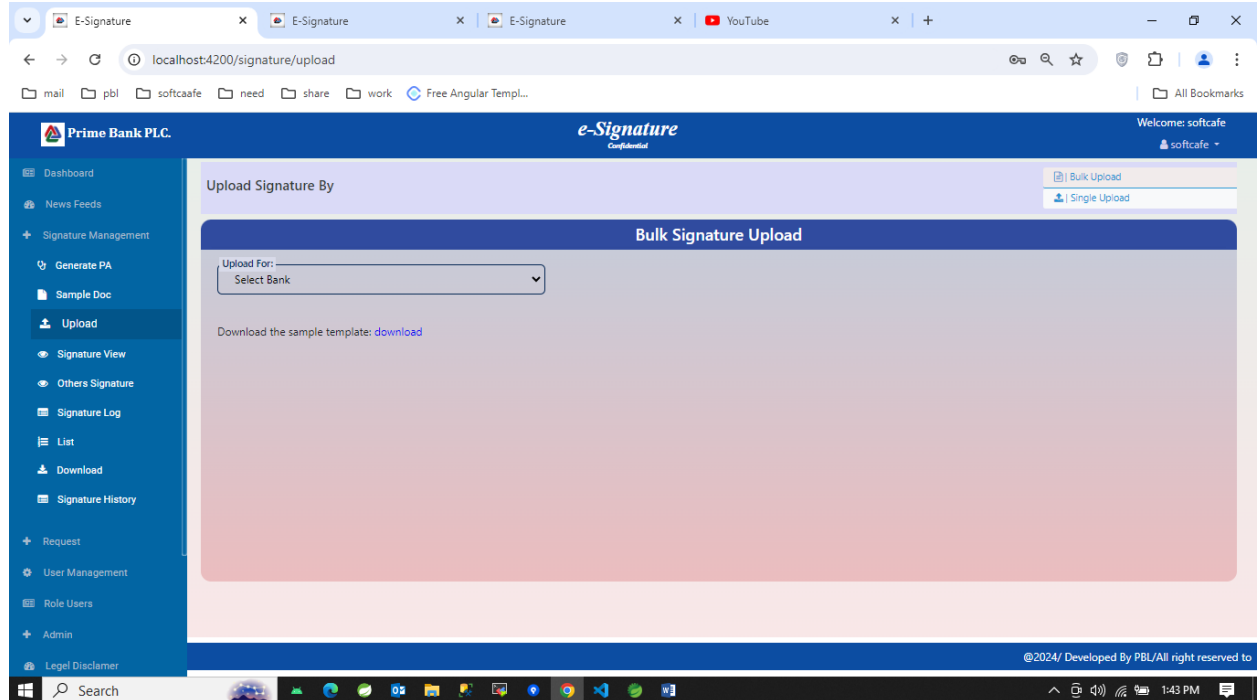 E-Signature
E-Signature
E-Signature
YouTube
localhost:4200/signature/upload
mail pbl softcaafe need share work Free Angular Templ... All Bookmarks
Prime Bank PLC.
e-Signature
Confidential
Welcome: softcafe
softcafe
Dashboard
News Feeds
Signature Management
Generate PA
Sample Doc
Upload
Signature View
Others Signature
Signature Log
List
Download
Signature History
Request
User Management
Role Users
Admin
Legel Disclamer
Upload Signature By
| Bulk Upload
| Single Upload
Bulk Signature Upload
Upload For:
Select Bank
Download the sample template: download
@2024/ Developed By PBL/All right reserved to
Search
1:43 PM